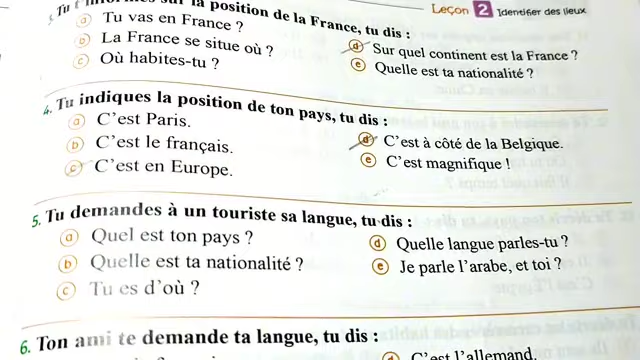 Leçon 2 Identifier des lieux
la position de la France, tu dis :
a Tu vas en France ?
b La France se situe où ?
c Où habites-tu ?
d Sur quel continent est la France ?
e Quelle est ta nationalité ?
4. Tu indiques la position de ton pays, tu dis :
a C'est Paris.
b C'est le français.
c C'est en Europe.
d C'est à côté de la Belgique.
e C'est magnifique !
5. Tu demandes à un touriste sa langue, tu dis :
a Quel est ton pays ?
b Quelle est ta nationalité ?
c Tu es d'où ?
d Quelle langue parles-tu ?
e Je parle l'arabe, et toi ?
6. Ton ami te demande ta langue, tu dis :
d C'est l'allemand.